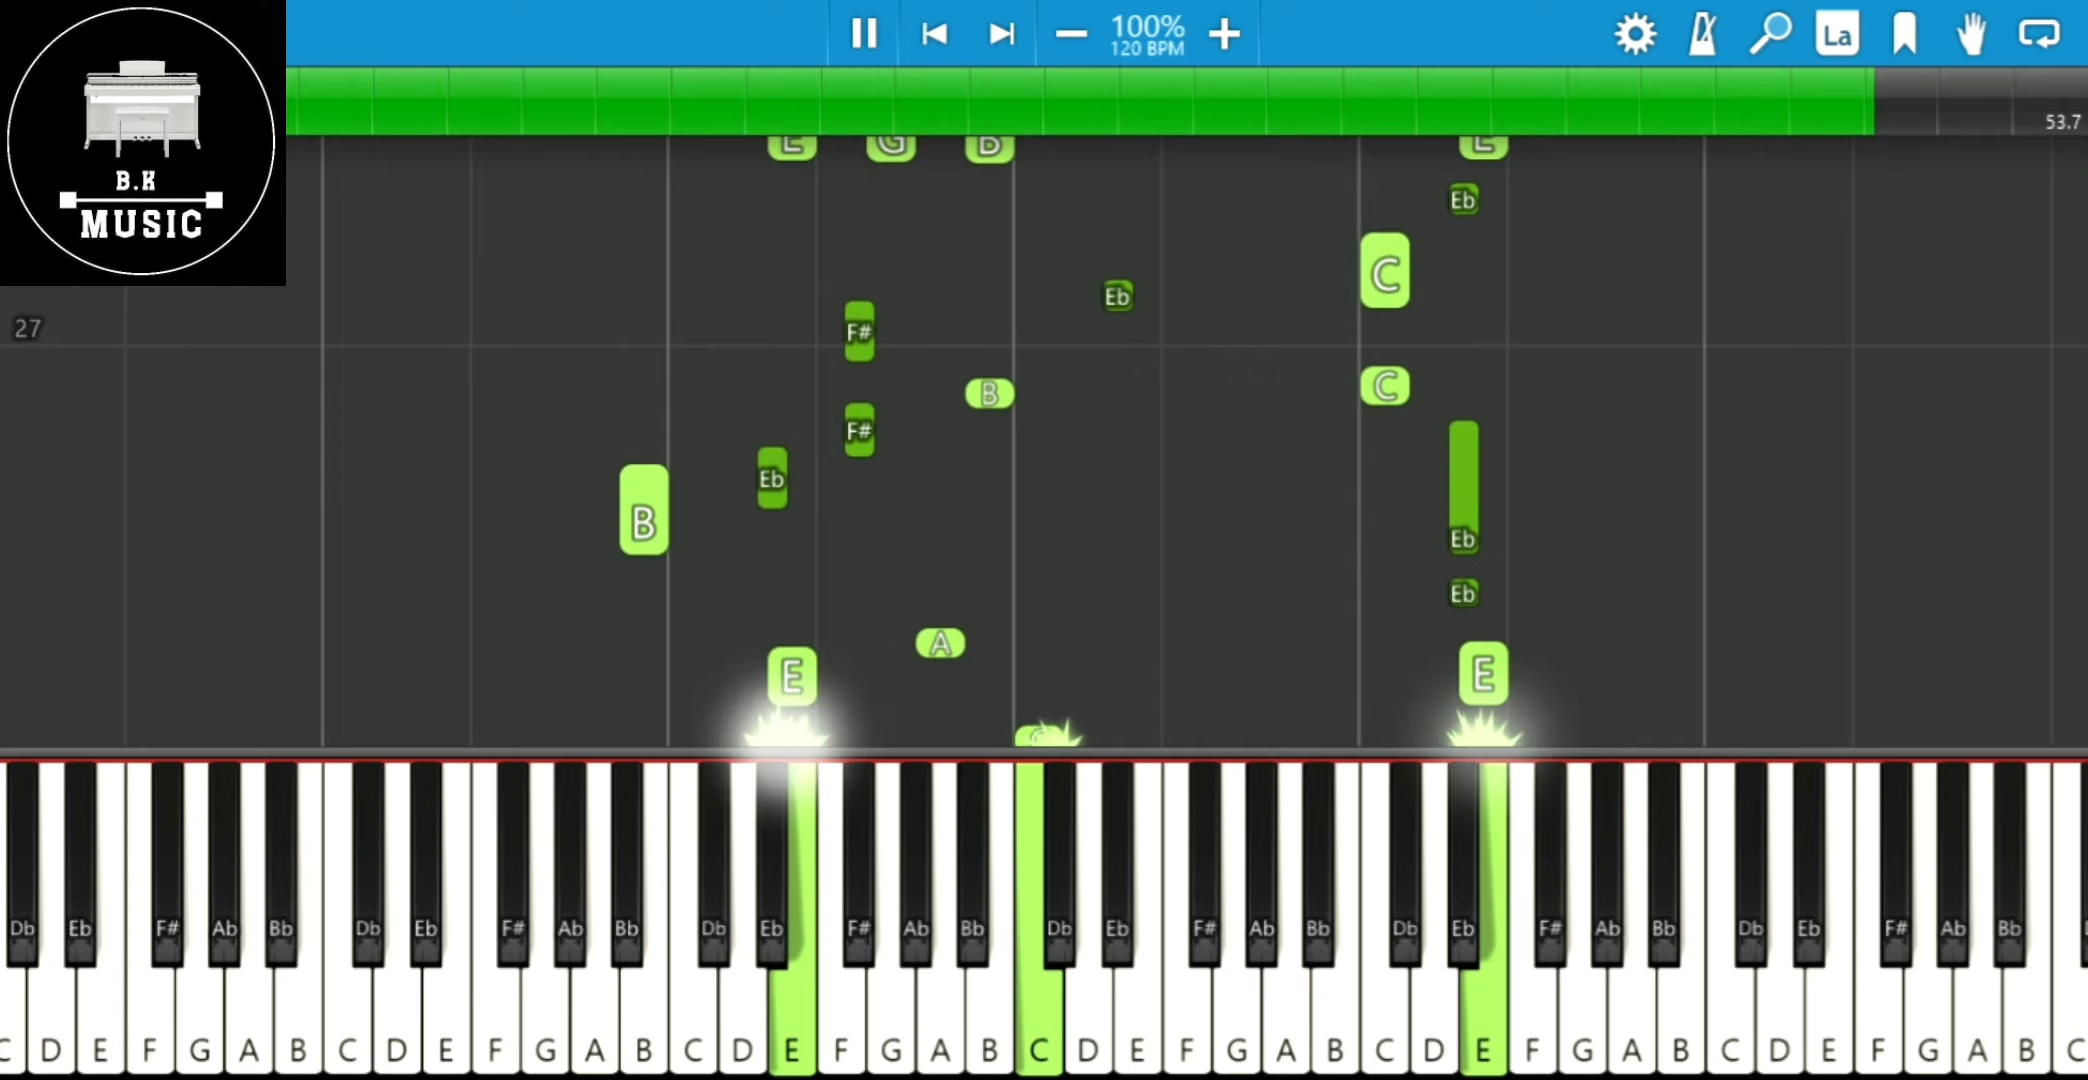 100%
120 BPM
La
53.7
B.K
MUSIC
E G B E
Eb
C
Eb
27
F#
B C
F#
Eb
B
Eb
Eb
A
E E
C
Db Eb F# Ab Bb Db Eb F# Ab Bb Db Eb F# Ab Bb Db Eb F# Ab Bb Db Eb F# Ab Bb Db Eb F# Ab Bb
C D E F G A B C D E F G A B C D E F G A B C D E F G A B C D E F G A B C D E F G A B C